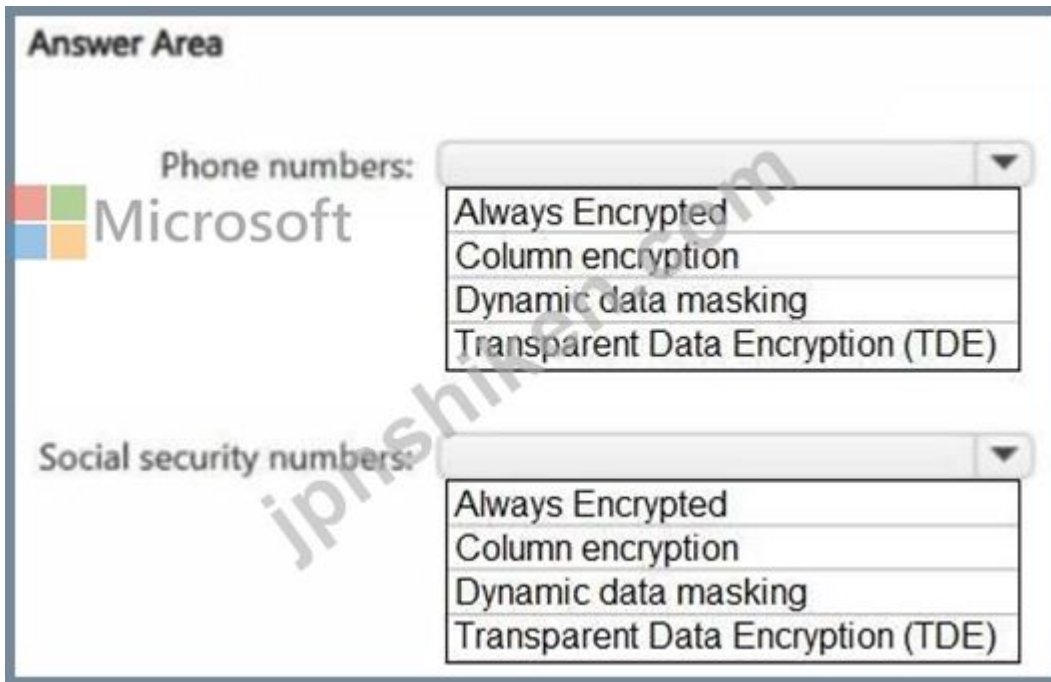 Answer Area
Phone numbers:
Microsoft
Always Encrypted
Column encryption
Dynamic data masking
Transparent Data Encryption (TDE)
Social security numbers:
Always Encrypted
Column encryption
Dynamic data masking
Transparent Data Encryption (TDE)
jpnshiken.com